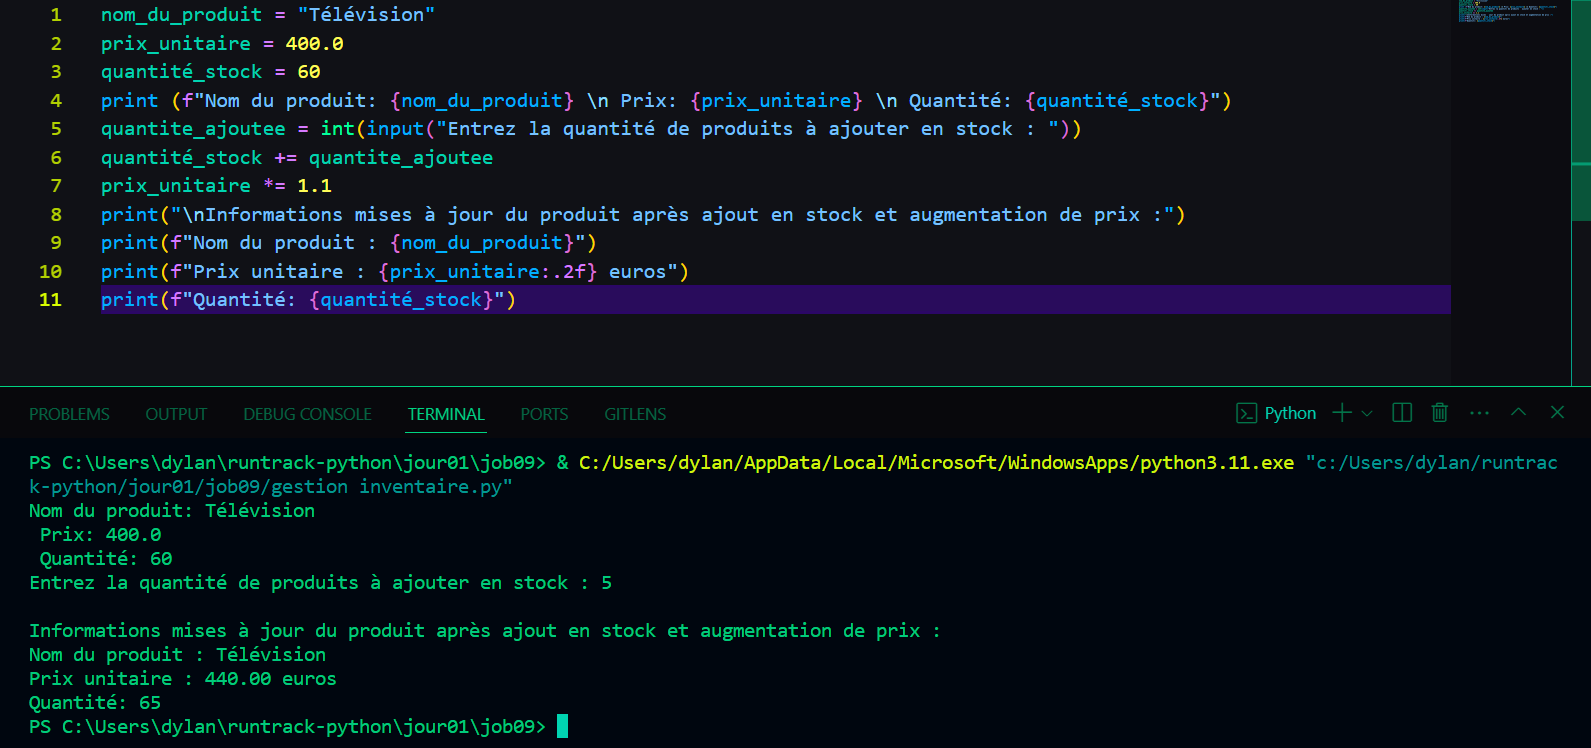 1 nom_du_produit = "Télévision"
2 prix_unitaire = 400.0
3 quantité_stock = 60
4 print (f"Nom du produit: {nom_du_produit} \n Prix: {prix_unitaire} \n Quantité: {quantité_stock}")
5 quantite_ajoutee = int(input("Entrez la quantité de produits à ajouter en stock : "))
6 quantité_stock += quantite_ajoutee
7 prix_unitaire *= 1.1
8 print("\nInformations mises à jour du produit après ajout en stock et augmentation de prix :")
9 print(f"Nom du produit : {nom_du_produit}")
10 print(f"Prix unitaire : {prix_unitaire:.2f} euros")
11 print(f"Quantité: {quantité_stock}")
PROBLEMS OUTPUT DEBUG CONSOLE TERMINAL PORTS GITLENS Python
PS C:\Users\dylan\runtrack-python\jour01\job09> & C:/Users/dylan/AppData/Local/Microsoft/WindowsApps/python3.11.exe "c:/Users/dylan/runtrac
k-python/jour01/job09/gestion inventaire.py"
Nom du produit: Télévision
Prix: 400.0
Quantité: 60
Entrez la quantité de produits à ajouter en stock : 5
Informations mises à jour du produit après ajout en stock et augmentation de prix :
Nom du produit : Télévision
Prix unitaire : 440.00 euros
Quantité: 65
PS C:\Users\dylan\runtrack-python\jour01\job09>